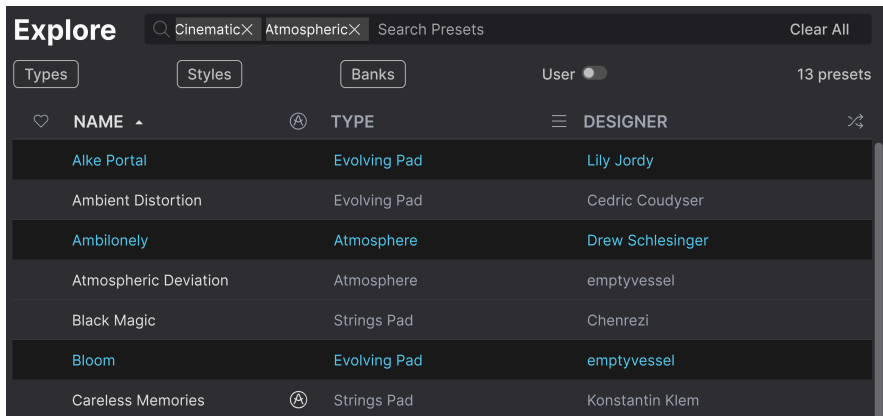 Explore Cinematic Atmospheric Search Presets Clear All
Types Styles Banks User 13 presets
NAME TYPE DESIGNER
Alke Portal Evolving Pad Lily Jordy
Ambient Distortion Evolving Pad Cedric Coudyser
Ambilonely Atmosphere Drew Schlesinger
Atmospheric Deviation Atmosphere emptyvessel
Black Magic Strings Pad Chenrezi
Bloom Evolving Pad emptyvessel
Careless Memories Strings Pad Konstantin Klem